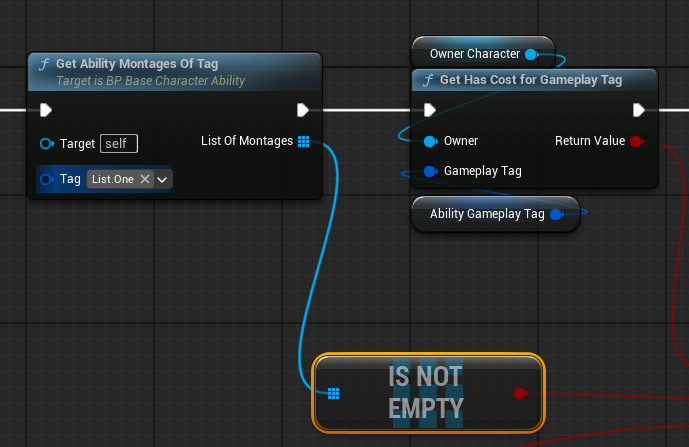 Get Ability Montages Of Tag
Target is BP Base Character Ability
Target self
List Of Montages
Tag List.One
Owner Character
Get Has Cost for Gameplay Tag
Owner
Return Value
Gameplay Tag
Ability Gameplay Tag
IS NOT
EMPTY